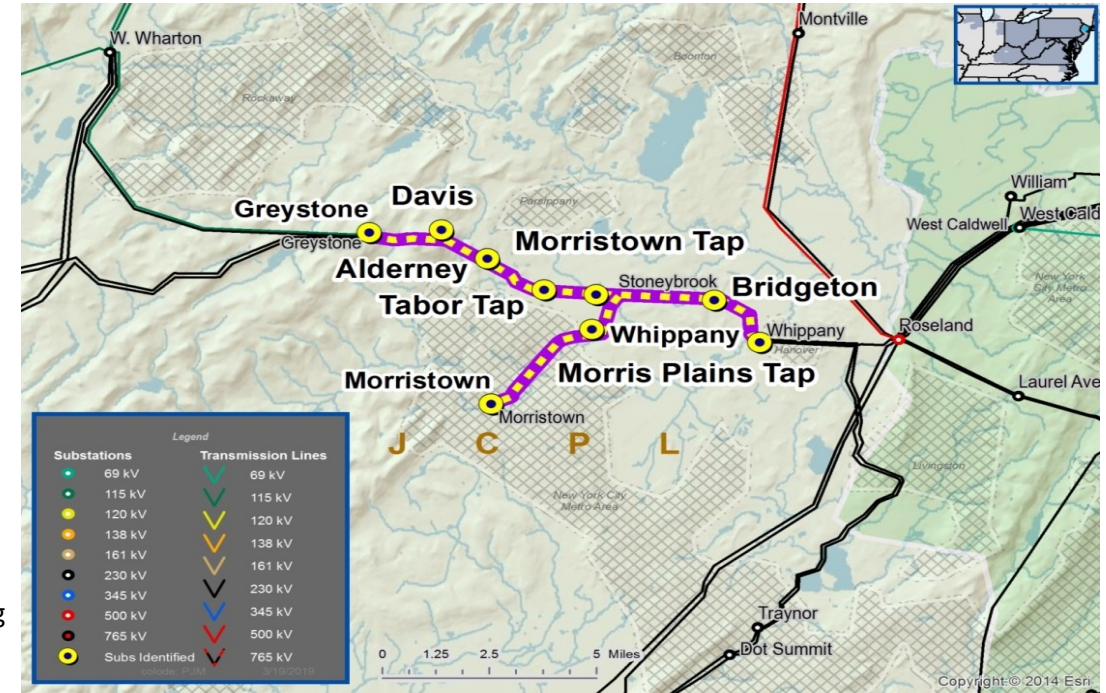 Montville
W. Wharton
Boonton
Rockaway
William
Davis
Parsippany
Greystone
West Caldwell
West Cald
Greystone
Morristown Tap
Alderney
New York
City Metro
Area
Stoneybrook
Bridgeton
Tabor Tap
Roseland
Whippany
Whippany
Hanover
Morris Plains Tap
Morristown
Laurel Ave
Morristown
J C P L
Legend
Livingston
Substations Transmission Lines
69 kV 69 kV
115 kV 115 kV
120 kV 120 kV
138 kV 138 kV
161 kV 161 kV
230 kV 230 kV
345 kV 345 kV
500 kV 500 kV
765 kV 765 kV
Subs Identified
New York City
Metro Area
g
Traynor
Dot Summit
0 1.25 2.5 5 Miles
PJM 3/19/2019
Copyright:© 2014 Esri